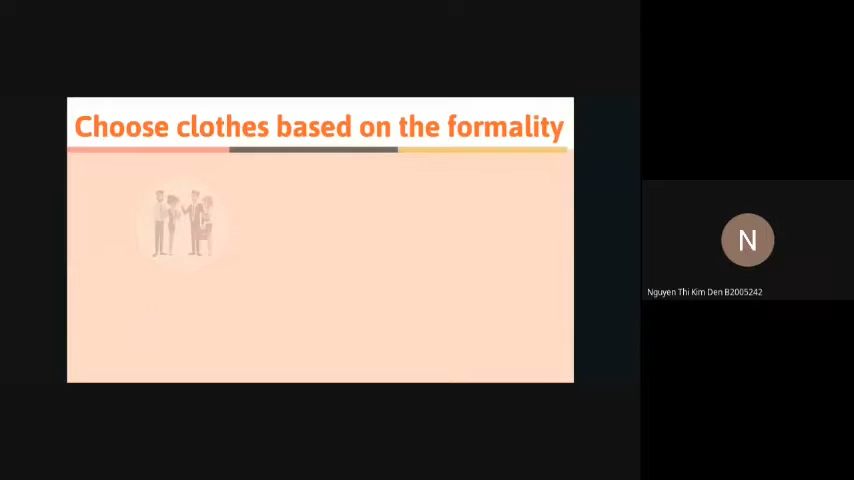 Choose clothes based on the formality
N
Nguyen Thi Kim Den B2005242